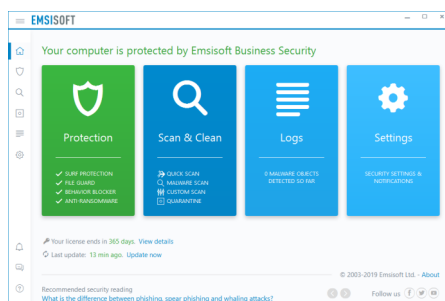 EMSISOFT
Your computer is protected by Emsisoft Business Security
Protection
SURF PROTECTION
FILE GUARD
BEHAVIOR BLOCKER
ANTI-RANSOMWARE
Scan & Clean
QUICK SCAN
MALWARE SCAN
CUSTOM SCAN
QUARANTINE
Logs
0 MALWARE OBJECTS
DETECTED SO FAR
Settings
SECURITY SETTINGS &
NOTIFICATIONS
Your license ends in 365 days. View details
Last update: 13 min ago. Update now
© 2003-2019 Emsisoft Ltd. - About
Recommended security reading
What is the difference between phishing, spear phishing and whaling attacks?
Follow us